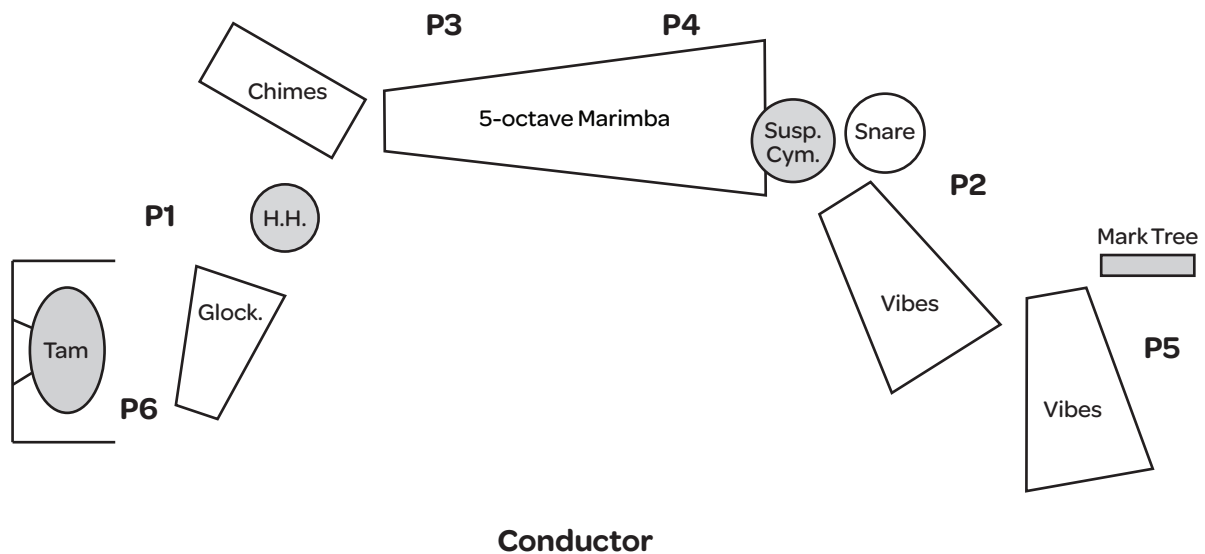 P3
P4
Chimes
5-octave Marimba
Susp.
Cym.
Snare
P2
P1
H.H.
Mark Tree
Glock.
Vibes
Tam
P5
P6
Vibes
Conductor